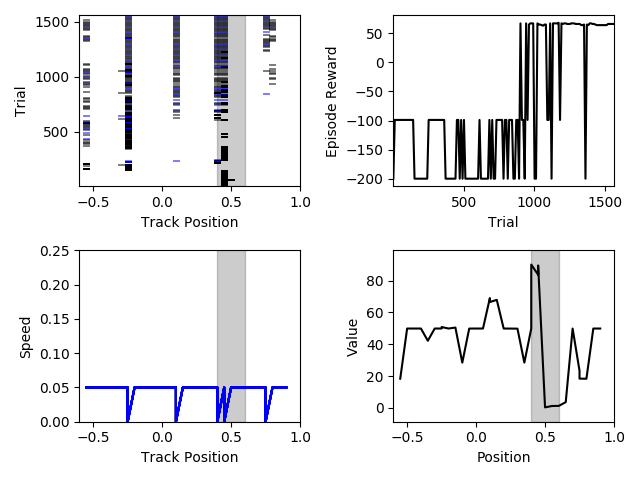 1500
1000
500
Trial
−0.5 0.0 0.5 1.0
Track Position
50
0
−50
−100
−150
−200
Episode Reward
500 1000 1500
Trial
0.25
0.20
0.15
0.10
0.05
0.00
Speed
−0.5 0.0 0.5 1.0
Track Position
80
60
40
20
0
Value
−0.5 0.0 0.5 1.0
Position